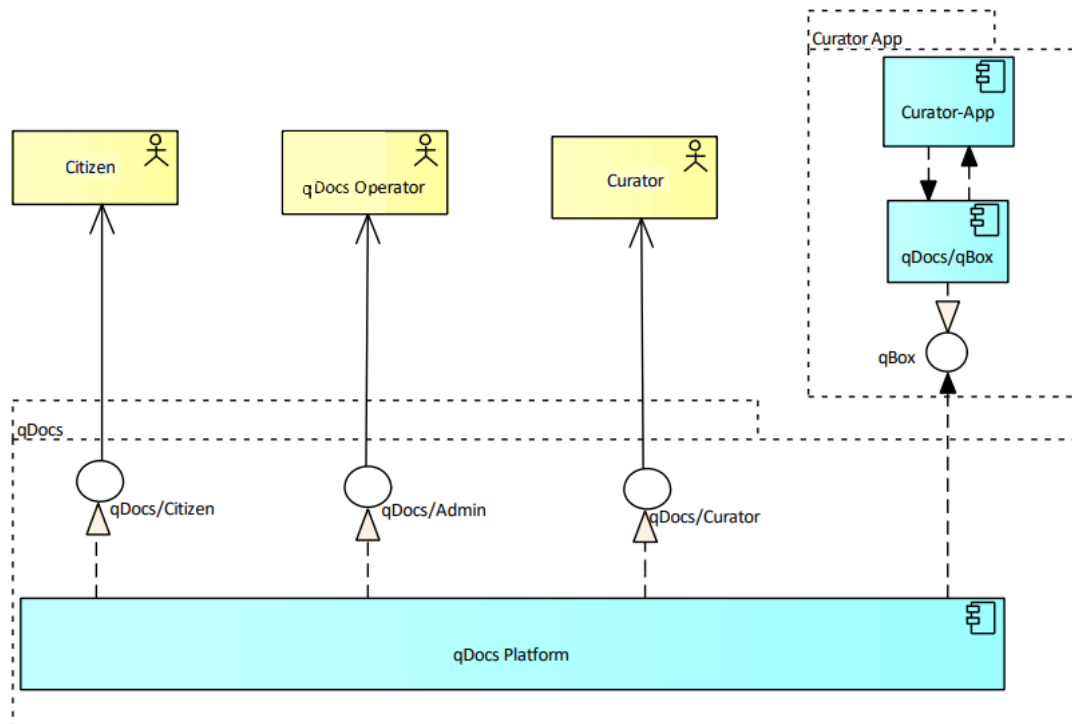 Curator App
Curator-App
Citizen
qDocs Operator
Curator
qDocs/qBox
qBox
qDocs
qDocs/Citizen
qDocs/Admin
qDocs/Curator
qDocs Platform